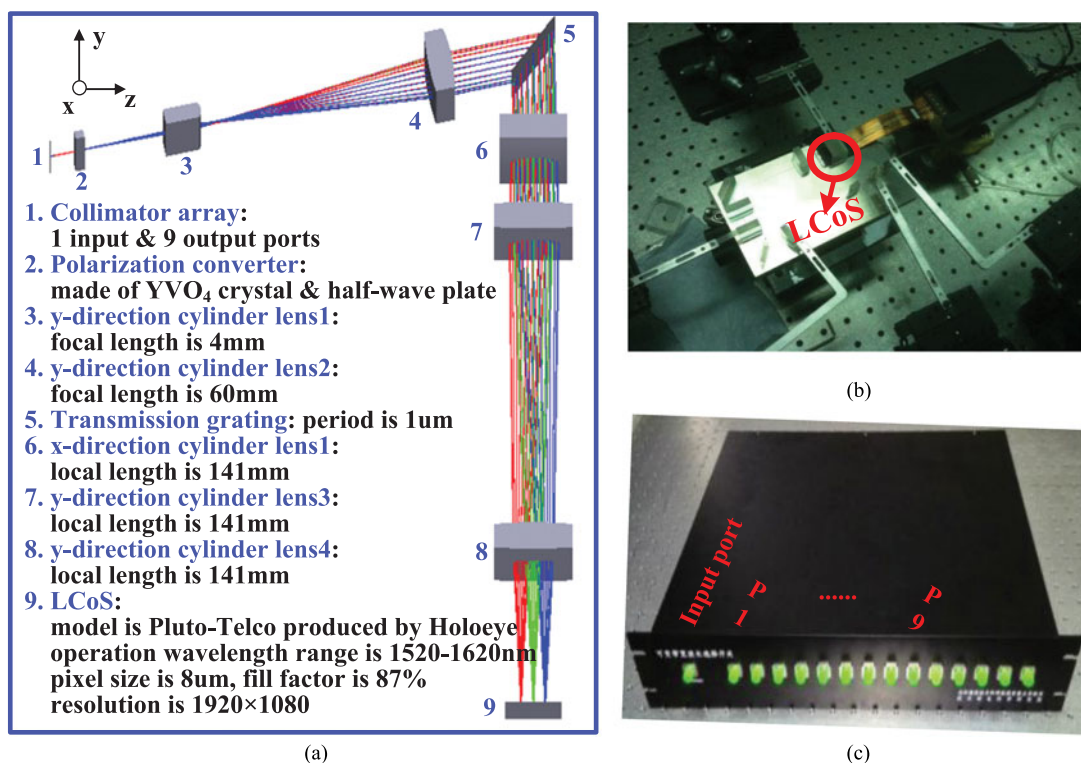 y
z
x
1
2
3
4
5
6
7
8
9
1. Collimator array:
1 input & 9 output ports
2. Polarization converter:
made of YVO₄ crystal & half-wave plate
3. y-direction cylinder lens1:
focal length is 4mm
4. y-direction cylinder lens2:
focal length is 60mm
5. Transmission grating: period is 1um
6. x-direction cylinder lens1:
local length is 141mm
7. y-direction cylinder lens3:
local length is 141mm
8. y-direction cylinder lens4:
local length is 141mm
9. LCoS:
model is Pluto-Telco produced by Holoeye
operation wavelength range is 1520-1620nm
pixel size is 8um, fill factor is 87%
resolution is 1920×1080
(a)
LCoS
(b)
Input port
P1
......
P9
(c)